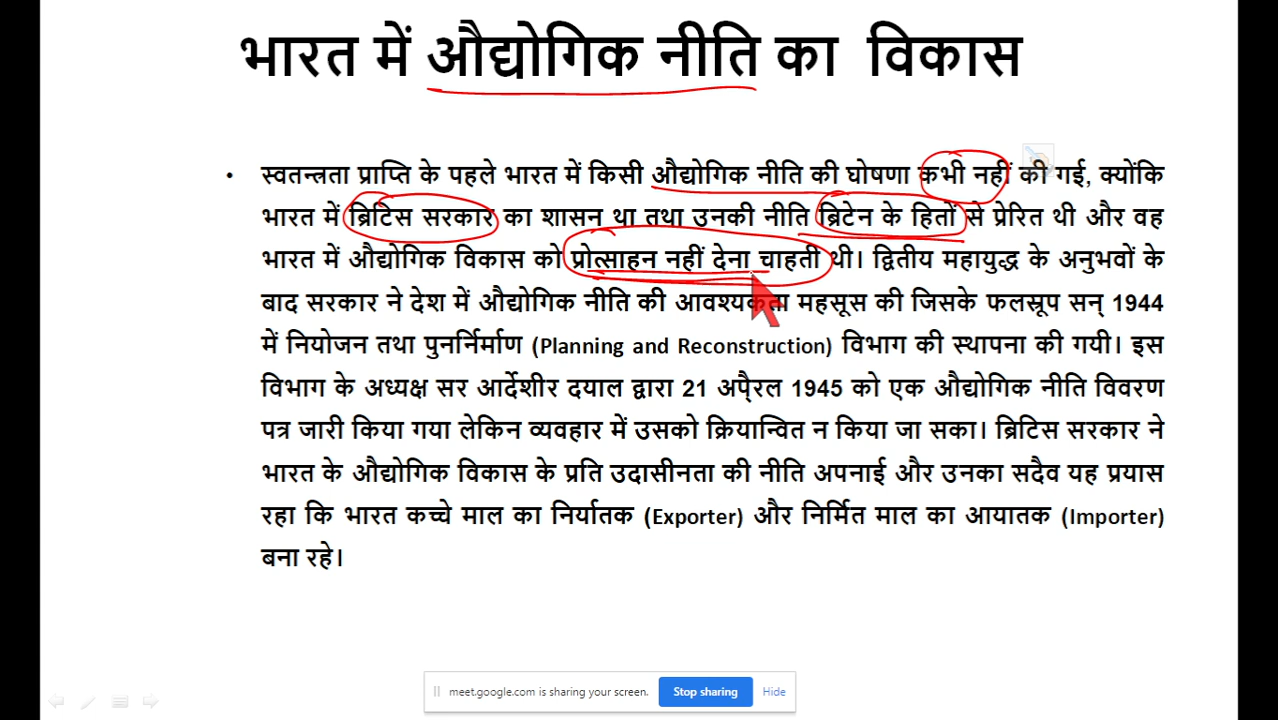 भारत में औद्योगिक नीति का विकास
• स्वतन्त्रता प्राप्ति के पहले भारत में किसी औद्योगिक नीति की घोषणा कभी नहीं की गई, क्योंकि
भारत में ब्रिटिस सरकार का शासन था तथा उनकी नीति ब्रिटेन के हितों से प्रेरित थी और वह
भारत में औद्योगिक विकास को प्रोत्साहन नहीं देना चाहती थी। द्वितीय महायुद्ध के अनुभवों के
बाद सरकार ने देश में औद्योगिक नीति की आवश्यकता महसूस की जिसके फलस्रूप सन् 1944
में नियोजन तथा पुनर्निर्माण (Planning and Reconstruction) विभाग की स्थापना की गयी। इस
विभाग के अध्यक्ष सर आर्देशीर दयाल द्वारा 21 अपै्रल 1945 को एक औद्योगिक नीति विवरण
पत्र जारी किया गया लेकिन व्यवहार में उसको क्रियान्वित न किया जा सका। ब्रिटिस सरकार ने
भारत के औद्योगिक विकास के प्रति उदासीनता की नीति अपनाई और उनका सदैव यह प्रयास
रहा कि भारत कच्चे माल का निर्यातक (Exporter) और निर्मित माल का आयातक (Importer)
बना रहे।
meet.google.com is sharing your screen. Stop sharing Hide